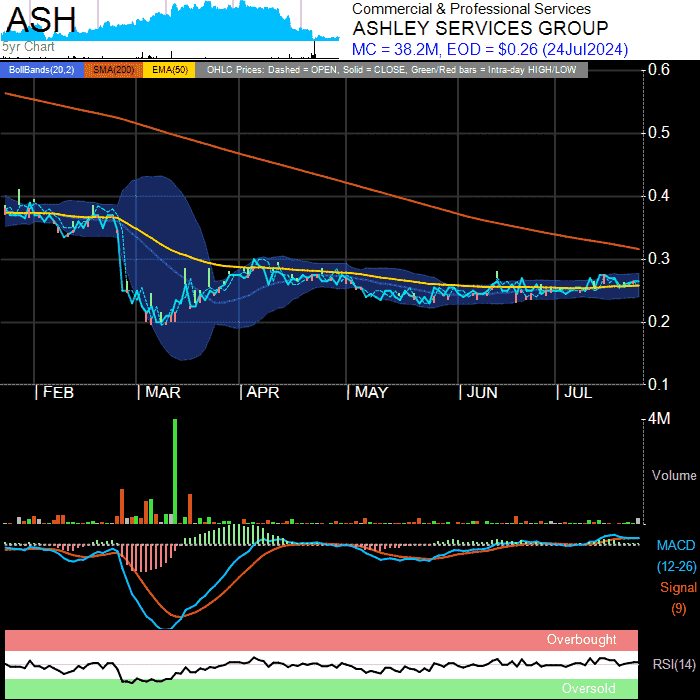 ASH
5yr Chart
Commercial & Professional Services
ASHLEY SERVICES GROUP
MC = 38.2M, EOD = $0.26 (24Jul2024)
BollBands(20,2) SMA(200) EMA(50) OHLC Prices: Dashed = OPEN, Solid = CLOSE, Green/Red bars = Intra-day HIGH/LOW
0.6
0.5
0.4
0.3
0.2
0.1
FEB MAR APR MAY JUN JUL
4M
Volume
MACD
(12-26)
Signal
(9)
Overbought
RSI(14)
Oversold